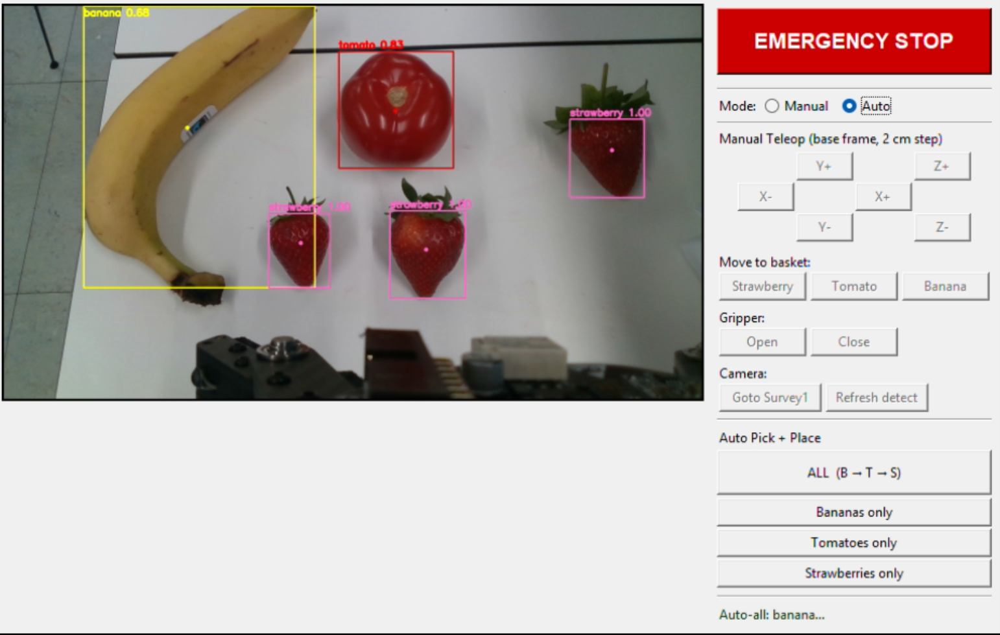 banana 0.68
tomato 0.83
strawberry 1.00
strawberry 1.00
strawberry 1.00
EMERGENCY STOP
Mode: Manual Auto
Manual Teleop (base frame, 2 cm step)
Y+ Z+
X- X+
Y- Z-
Move to basket:
Strawberry Tomato Banana
Gripper:
Open Close
Camera:
Goto Survey1 Refresh detect
Auto Pick + Place
ALL (B → T → S)
Bananas only
Tomatoes only
Strawberries only
Auto-all: banana...